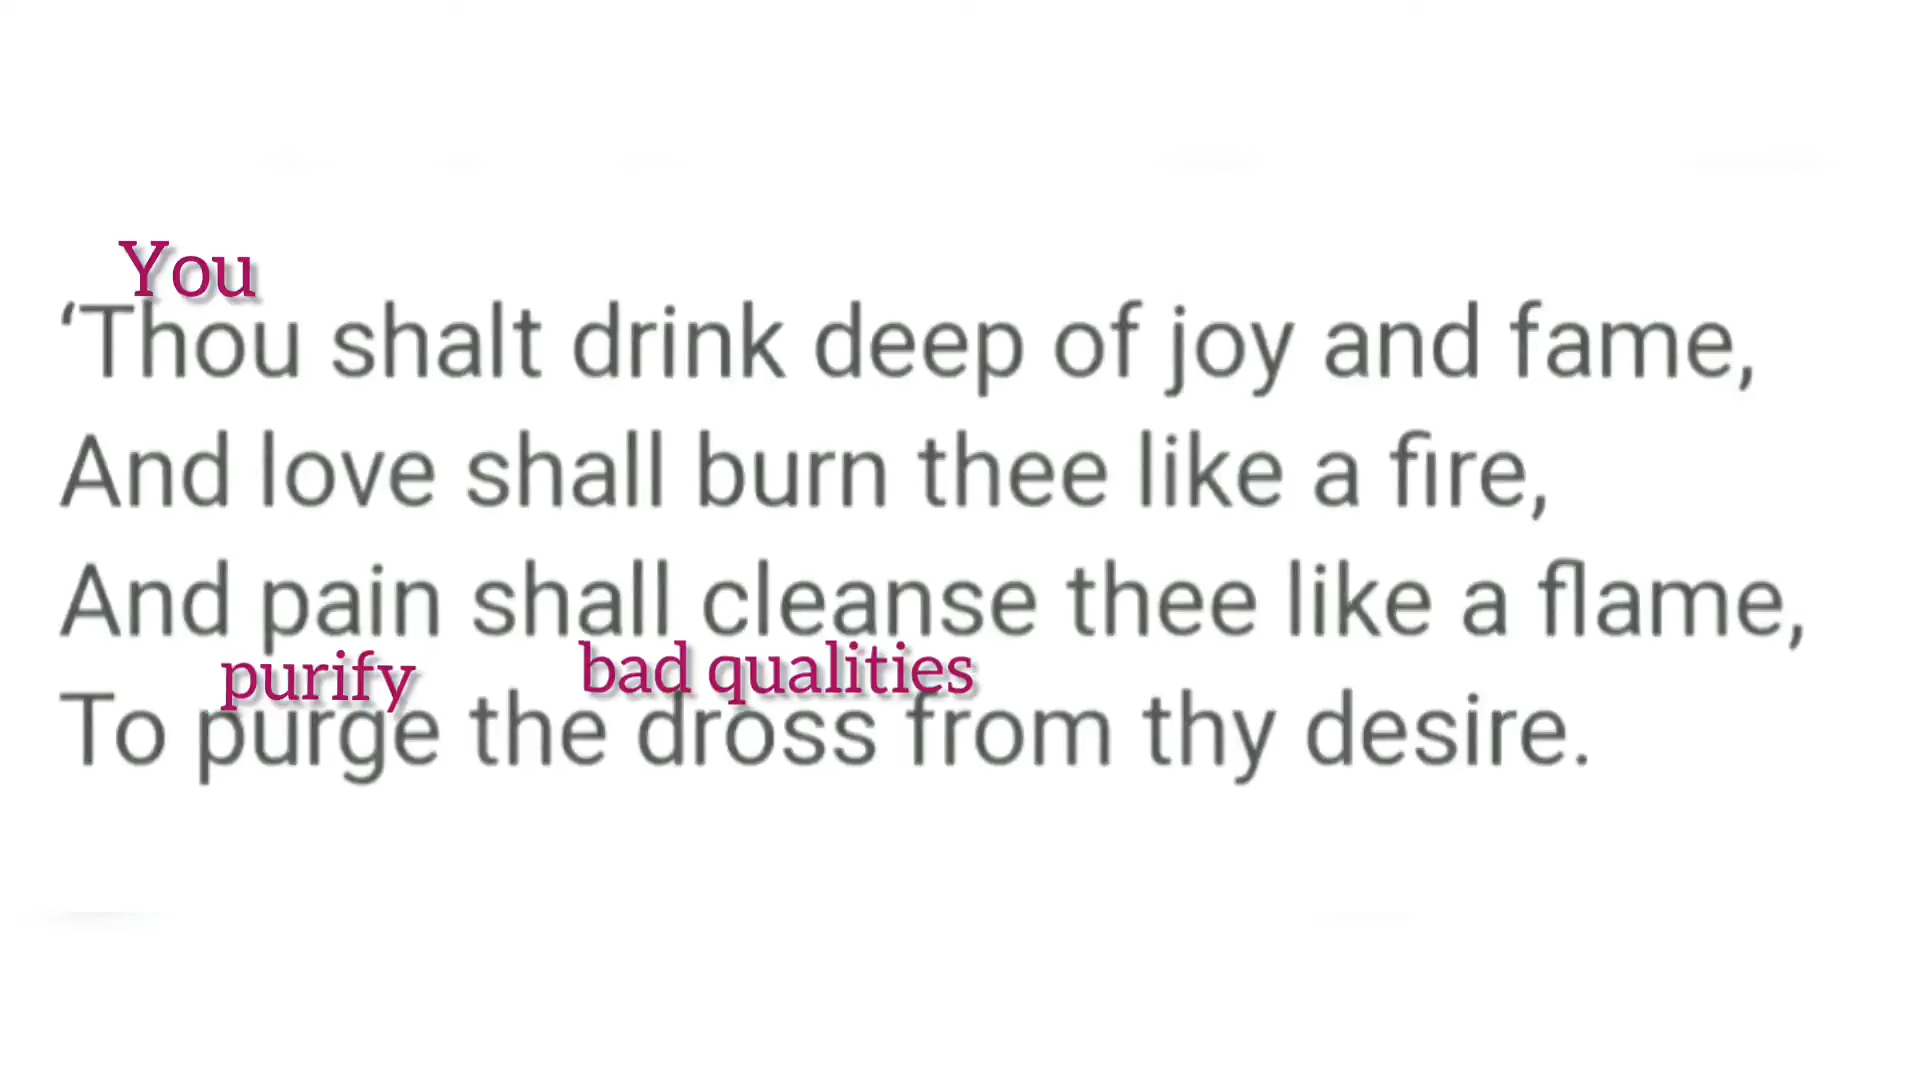 You
‘Thou shalt drink deep of joy and fame,
And love shall burn thee like a fire,
And pain shall cleanse thee like a flame,
purify bad qualities
To purge the dross from thy desire.